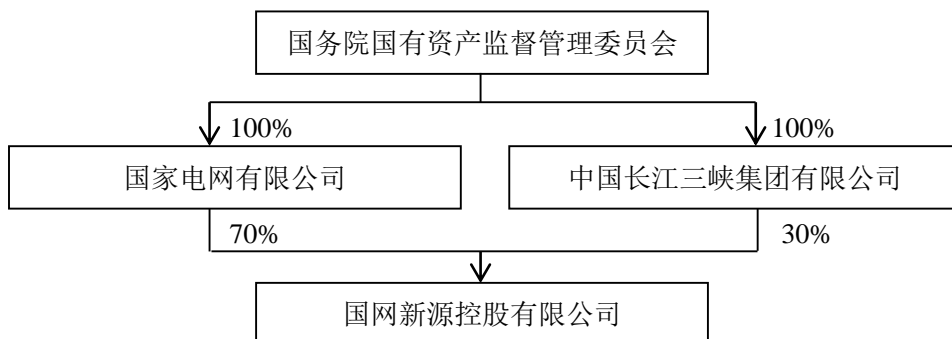 国务院国有资产监督管理委员会
100%
100%
国家电网有限公司
中国长江三峡集团有限公司
70%
30%
国网新源控股有限公司